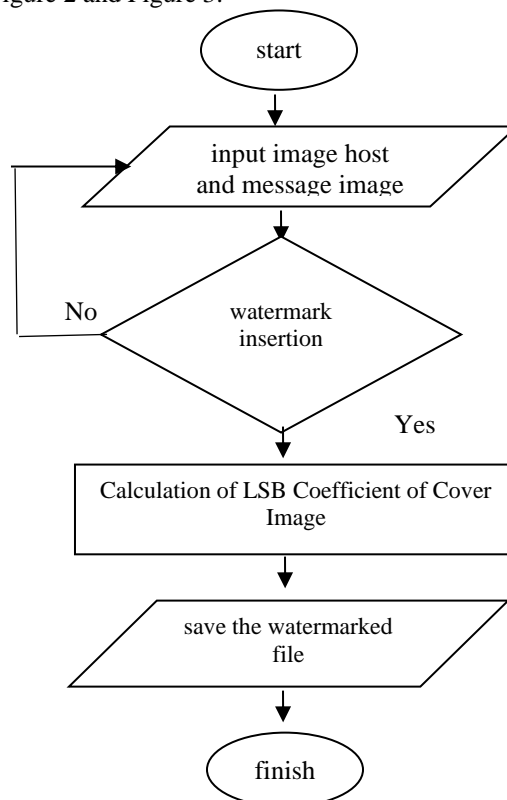 igure 2 and Figure 3.
start
input image host
and message image
No
watermark
insertion
Yes
Calculation of LSB Coefficient of Cover
Image
save the watermarked
file
finish